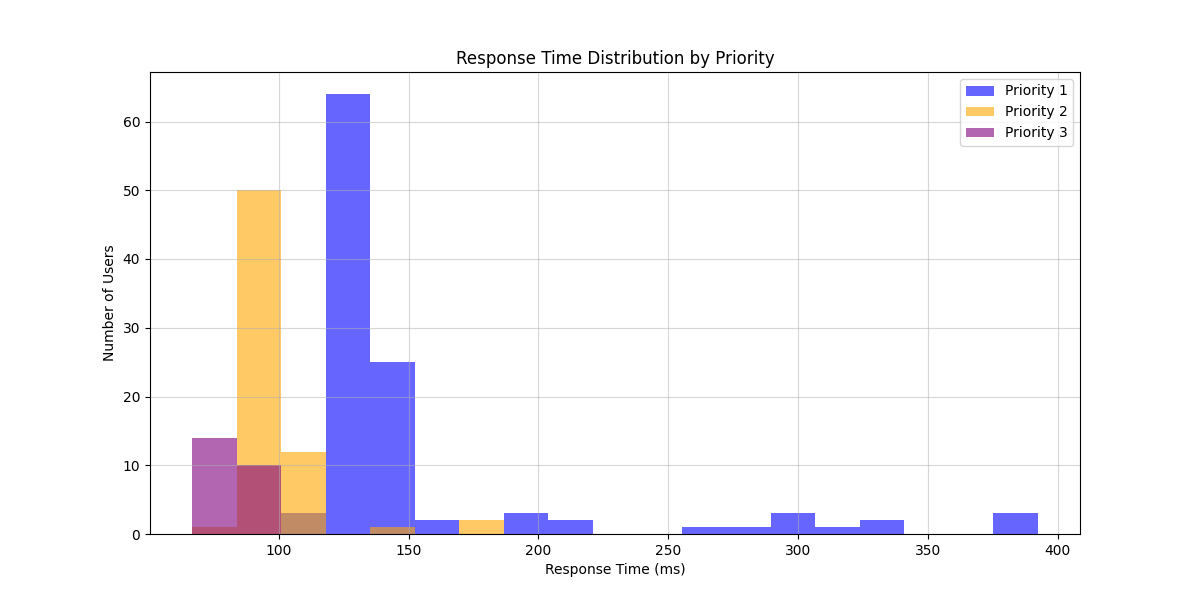 Response Time Distribution by Priority
Priority 1
Priority 2
Priority 3
60
50
40
30
20
10
0
Number of Users
100 150 200 250 300 350 400
Response Time (ms)